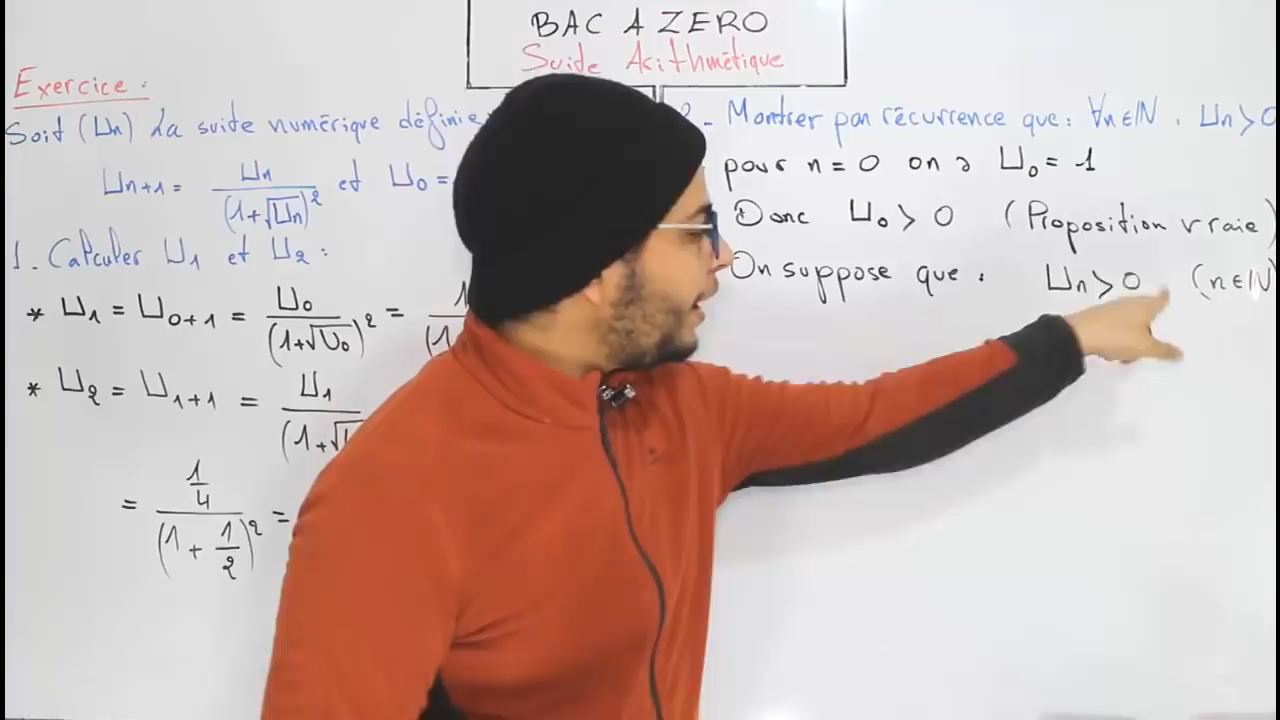 BAC A ZERO
Suite Arithmétique
Exercice :
Soit (Un) la suite numérique définie
Un+1 = Un / (1+√Un)² et U0 =
1. Calculer U1 et U2 :
* U1 = U0+1 = U0 / (1+√U0)² = 1 / (1
* U2 = U1+1 = U1 / (1+√
= 1/4 / (1 + 1/2)² =
2 - Montrer par récurrence que : ∀n∈ℕ . Un > 0
pour n = 0 on a U0 = 1
Donc U0 > 0 (Proposition vraie)
On suppose que : Un > 0 (n∈ℕ)